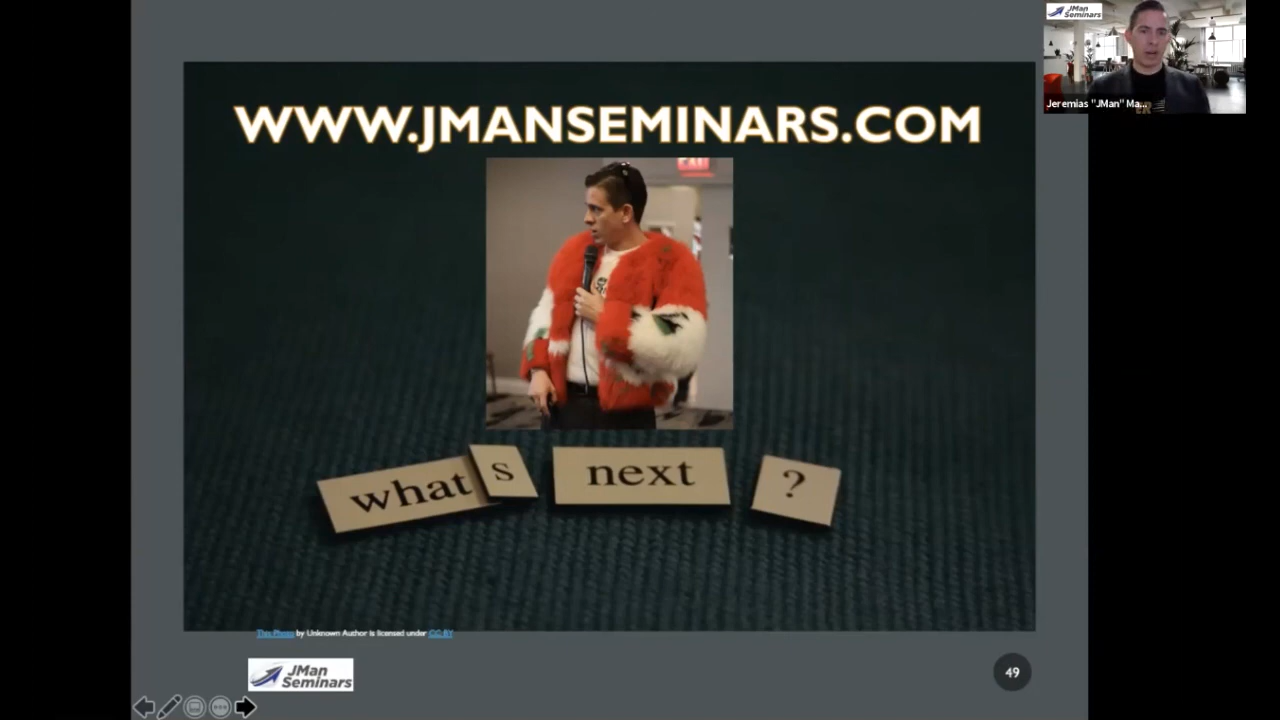 JMan
Seminars
Jeremias "JMan" Ma...
WWW.JMANSEMINARS.COM
EXIT
what s next ?
This Photo by Unknown Author is licensed under CC BY
JMan
Seminars
49